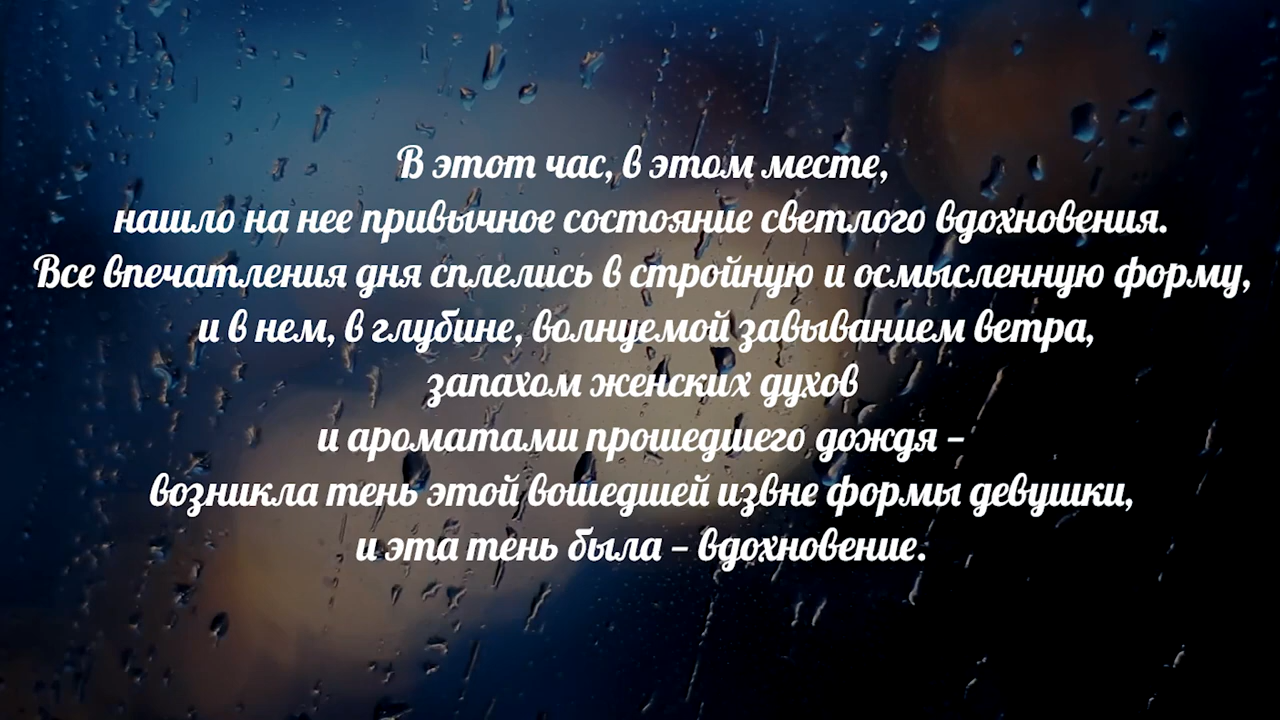 В этот час, в этом месте,
нашло на нее привычное состояние светлого вдохновения.
Все впечатления дня сплелись в стройную и осмысленную форму,
и в нем, в глубине, волнуемой завыванием ветра,
запахом женских духов
и ароматами прошедшего дождя –
возникла тень этой вошедшей извне формы девушки,
и эта тень была – вдохновение.